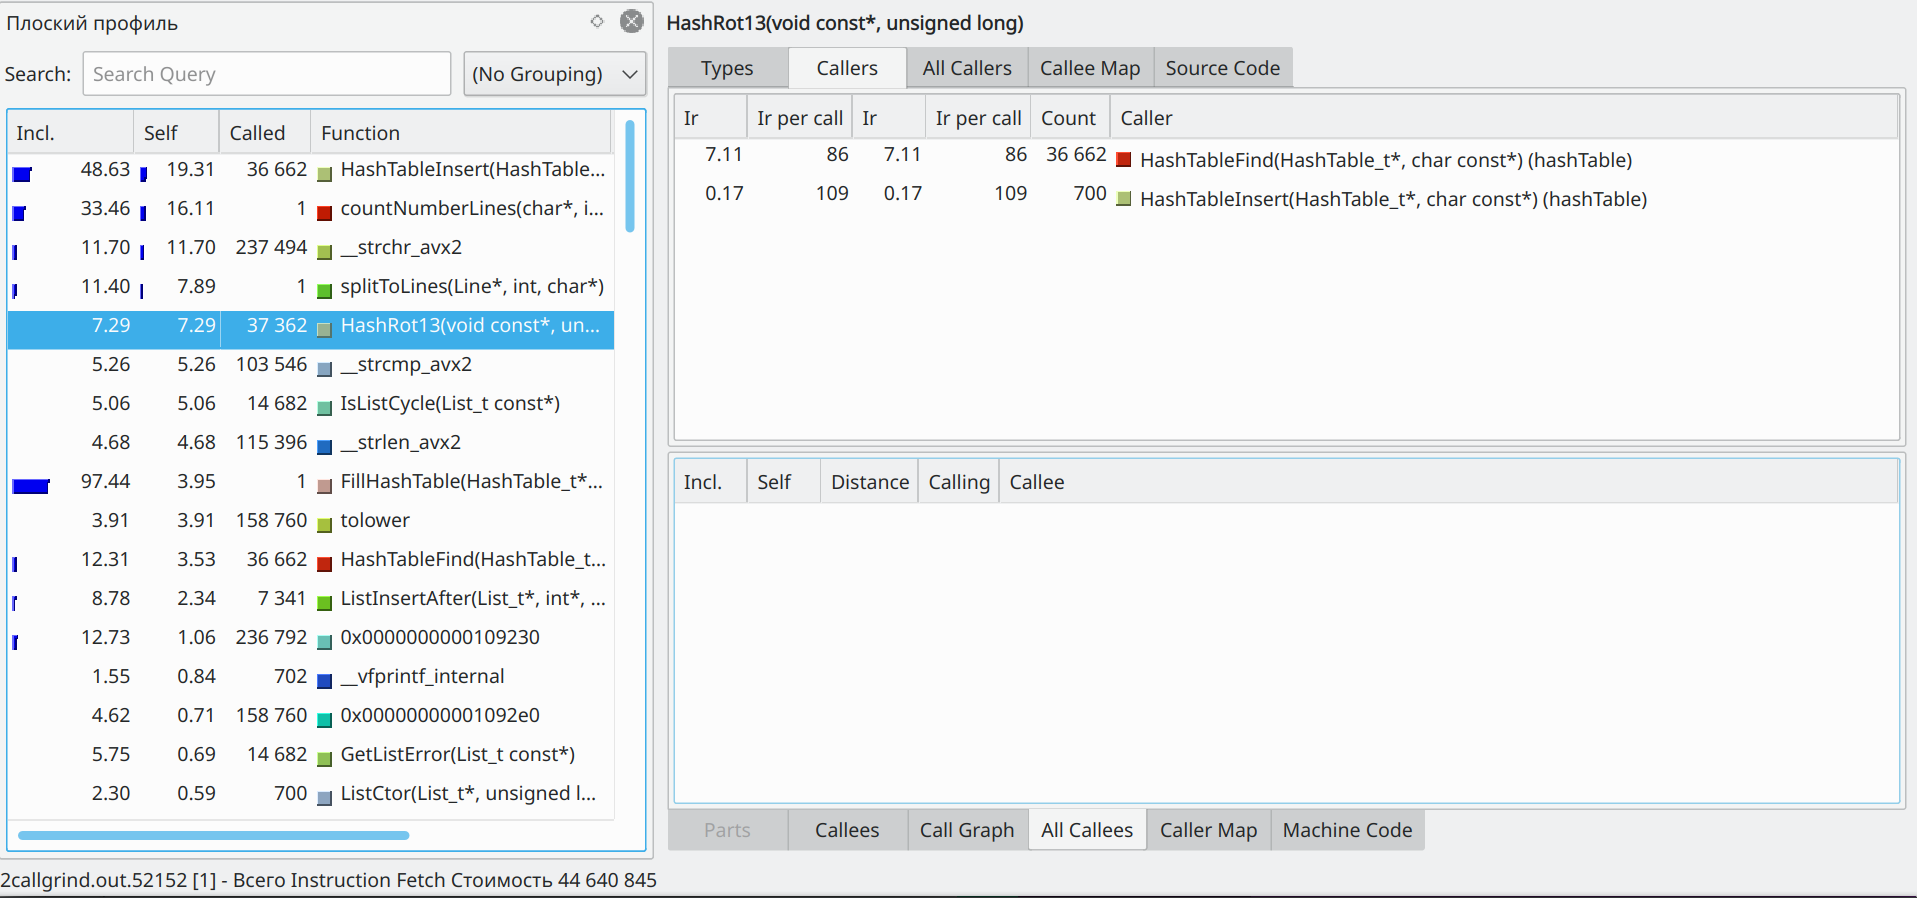 Плоский профиль
Search: Search Query (No Grouping)
Incl. Self Called Function
48.63 19.31 36 662 HashTableInsert(HashTable...
33.46 16.11 1 countNumberLines(char*, i...
11.70 11.70 237 494 __strchr_avx2
11.40 7.89 1 splitToLines(Line*, int, char*)
7.29 7.29 37 362 HashRot13(void const*, un...
5.26 5.26 103 546 __strcmp_avx2
5.06 5.06 14 682 IsListCycle(List_t const*)
4.68 4.68 115 396 __strlen_avx2
97.44 3.95 1 FillHashTable(HashTable_t*...
3.91 3.91 158 760 tolower
12.31 3.53 36 662 HashTableFind(HashTable_t...
8.78 2.34 7 341 ListInsertAfter(List_t*, int*, ...
12.73 1.06 236 792 0x0000000000109230
1.55 0.84 702 __vfprintf_internal
4.62 0.71 158 760 0x00000000001092e0
5.75 0.69 14 682 GetListError(List_t const*)
2.30 0.59 700 ListCtor(List_t*, unsigned l...
HashRot13(void const*, unsigned long)
Types Callers All Callers Callee Map Source Code
Ir Ir per call Ir Ir per call Count Caller
7.11 86 7.11 86 36 662 HashTableFind(HashTable_t*, char const*) (hashTable)
0.17 109 0.17 109 700 HashTableInsert(HashTable_t*, char const*) (hashTable)
Incl. Self Distance Calling Callee
Parts Callees Call Graph All Callees Caller Map Machine Code
2callgrind.out.52152 [1] - Всего Instruction Fetch Стоимость 44 640 845